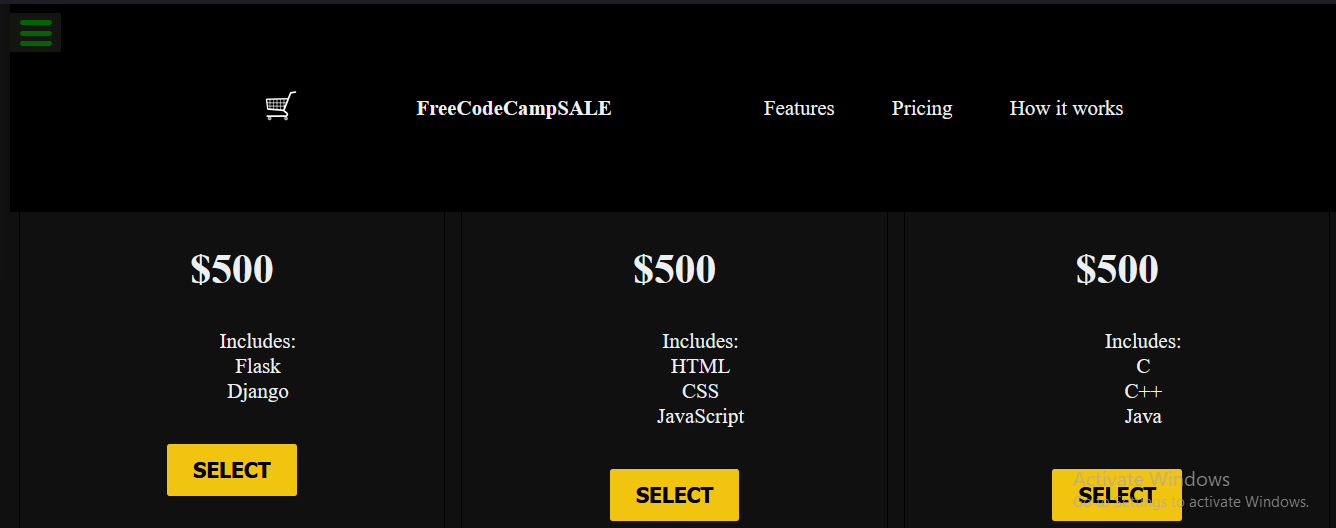 FreeCodeCampSALE Features Pricing How it works
$500 $500 $500
Includes: Includes: Includes:
Flask HTML C
Django CSS C++
JavaScript Java
SELECT SELECT SELECT
Activate Windows
Go to Settings to activate Windows.